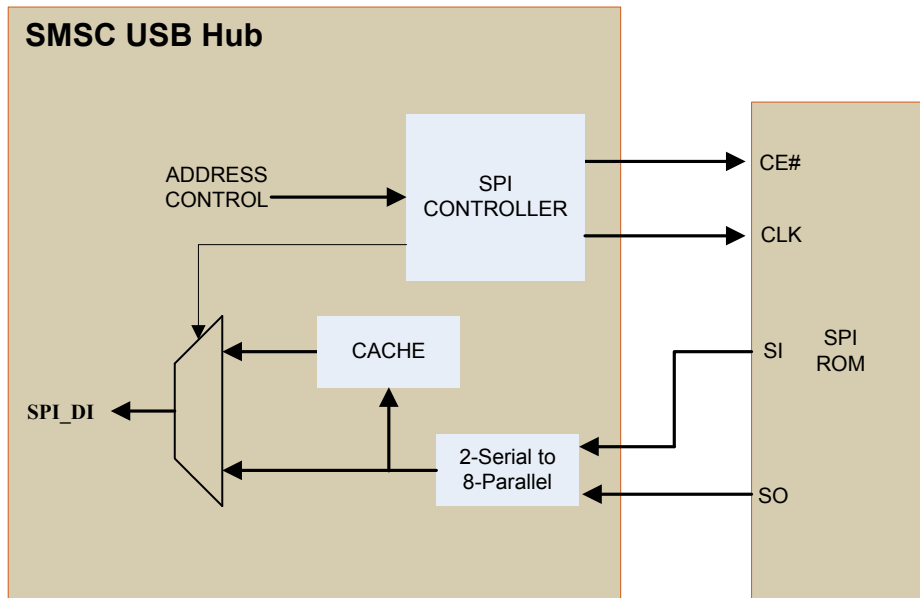 SMSC USB Hub
ADDRESS
CONTROL
SPI
CONTROLLER
CE#
CLK
CACHE
SI
SPI
ROM
SPI_DI
2-Serial to
8-Parallel
SO